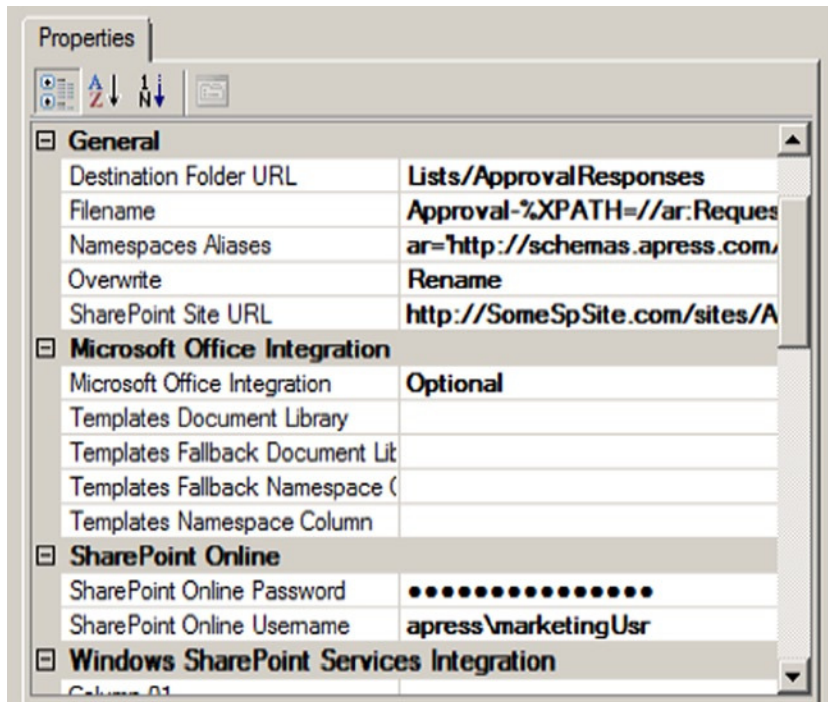 Properties
General
Destination Folder URL Lists/ApprovalResponses
Filename Approval-%XPATH=//ar:Reques
Namespaces Aliases ar='http://schemas.apress.com/
Overwrite Rename
SharePoint Site URL http://SomeSpSite.com/sites/A
Microsoft Office Integration
Microsoft Office Integration Optional
Templates Document Library
Templates Fallback Document Lib
Templates Fallback Namespace C
Templates Namespace Column
SharePoint Online
SharePoint Online Password ●●●●●●●●●●●●●●●
SharePoint Online Username apress\marketingUsr
Windows SharePoint Services Integration
Column 01